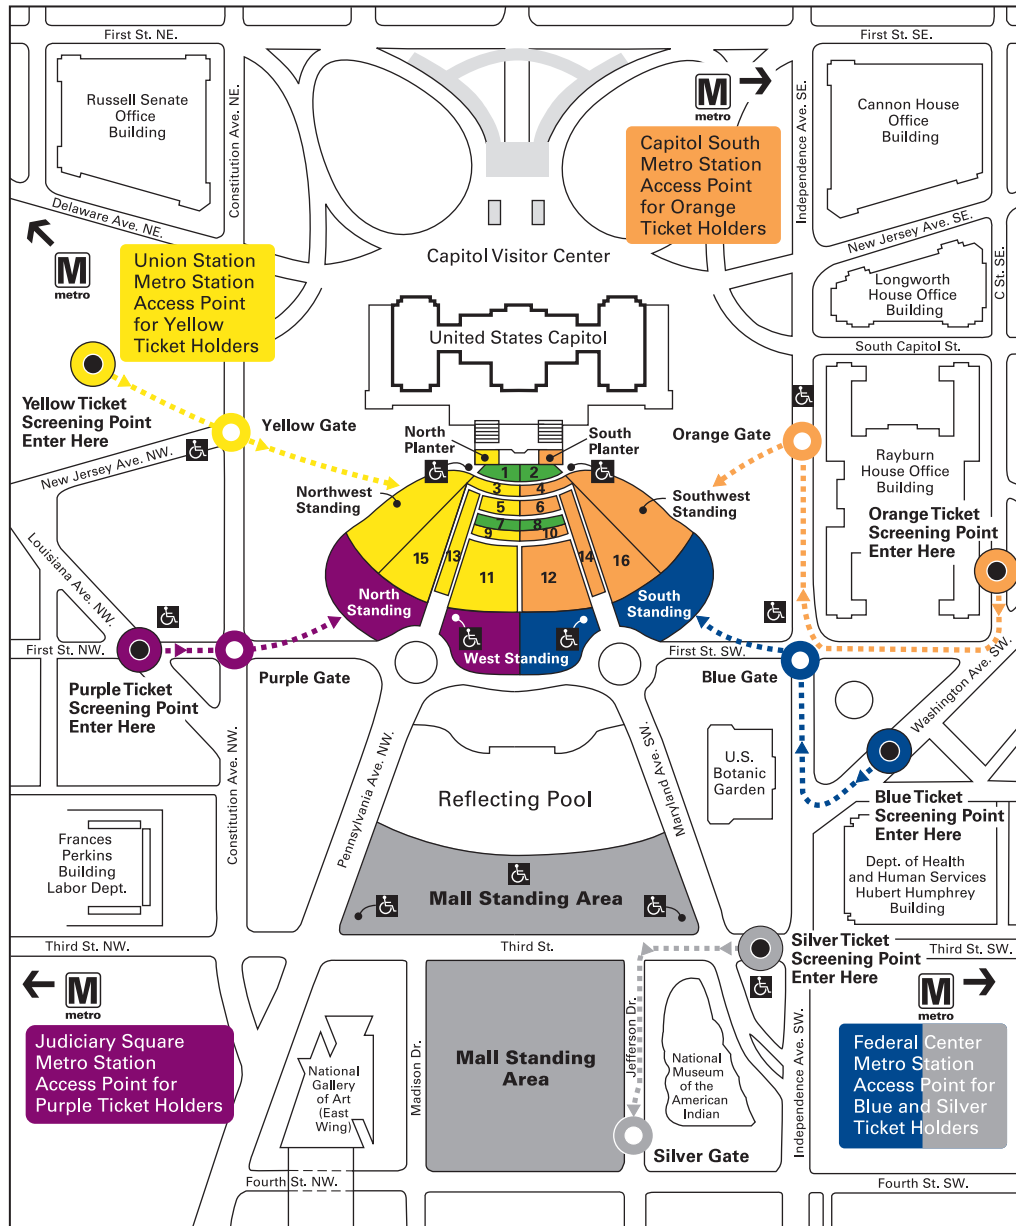 First St. NE.
First St. SE.
Russell Senate
Office
Building
Constitution Ave. NE.
M
metro
Independence Ave. SE.
Cannon House
Office
Building
Capitol South
Metro Station
Access Point
for Orange
Ticket Holders
Delaware Ave. NE.
New Jersey Ave. SE.
C St. SE.
M
metro
Union Station
Metro Station
Access Point
for Yellow
Ticket Holders
Capitol Visitor Center
Longworth
House Office
Building
United States Capitol
South Capitol St.
Yellow Ticket
Screening Point
Enter Here
Yellow Gate
North
Planter
South
Planter
Orange Gate
Rayburn
House Office
Building
New Jersey Ave. NW.
Northwest
Standing
Southwest
Standing
Orange Ticket
Screening Point
Enter Here
1
2
3
4
5
6
7
8
9
10
15
13
11
12
14
16
Louisiana Ave. NW.
North
Standing
South
Standing
West Standing
First St. NW.
First St. SW.
Purple Ticket
Screening Point
Enter Here
Purple Gate
Blue Gate
Washington Ave. SW.
Constitution Ave. NW.
Pennsylvania Ave. NW.
Maryland Ave. SW.
U.S.
Botanic
Garden
Reflecting Pool
Blue Ticket
Screening Point
Enter Here
Frances
Perkins
Building
Labor Dept.
Dept. of Health
and Human Services
Hubert Humphrey
Building
Mall Standing Area
Third St. NW.
Third St.
Silver Ticket
Screening Point
Enter Here
Third St. SW.
M
metro
Judiciary Square
Metro Station
Access Point for
Purple Ticket Holders
National
Gallery
of Art
(East
Wing)
Madison Dr.
Mall Standing
Area
Jefferson Dr.
National
Museum
of the
American
Indian
Independence Ave. SW.
M
metro
Federal Center
Metro Station
Access Point for
Blue and Silver
Ticket Holders
Silver Gate
Fourth St. NW.
Fourth St. SW.